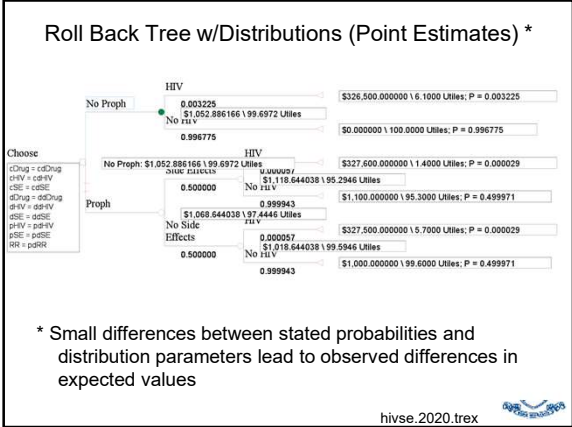 Roll Back Tree w/Distributions (Point Estimates) *
HIV
$326,500.000000 \ 6.1000 Utiles; P = 0.003225
No Proph
0.003225
$1,052.886166 \ 99.6972 Utiles
No HIV
$0.000000 \ 100.0000 Utiles; P = 0.996775
0.996775
Choose
cDrug = cdDrug
cHIV = cdHIV
cSE = cdSE
dDrug = ddDrug
dHIV = ddHIV
dSE = ddSE
pHIV = pdHIV
pSE = pdSE
RR = pdRR
No Proph: $1,052.886166 \ 99.6972 Utiles
HIV
$327,600.000000 \ 1.4000 Utiles; P = 0.000029
Side Effects
0.000057
$1,118.644038 \ 95.2946 Utiles
0.500000
No HIV
$1,100.000000 \ 95.3000 Utiles; P = 0.499971
0.999943
Proph
$1,068.644038 \ 97.4446 Utiles
HIV
$327,500.000000 \ 5.7000 Utiles; P = 0.000029
No Side
Effects
0.000057
$1,018.644038 \ 99.5946 Utiles
0.500000
No HIV
$1,000.000000 \ 99.6000 Utiles; P = 0.499971
0.999943
* Small differences between stated probabilities and
distribution parameters lead to observed differences in
expected values
hivse.2020.trex